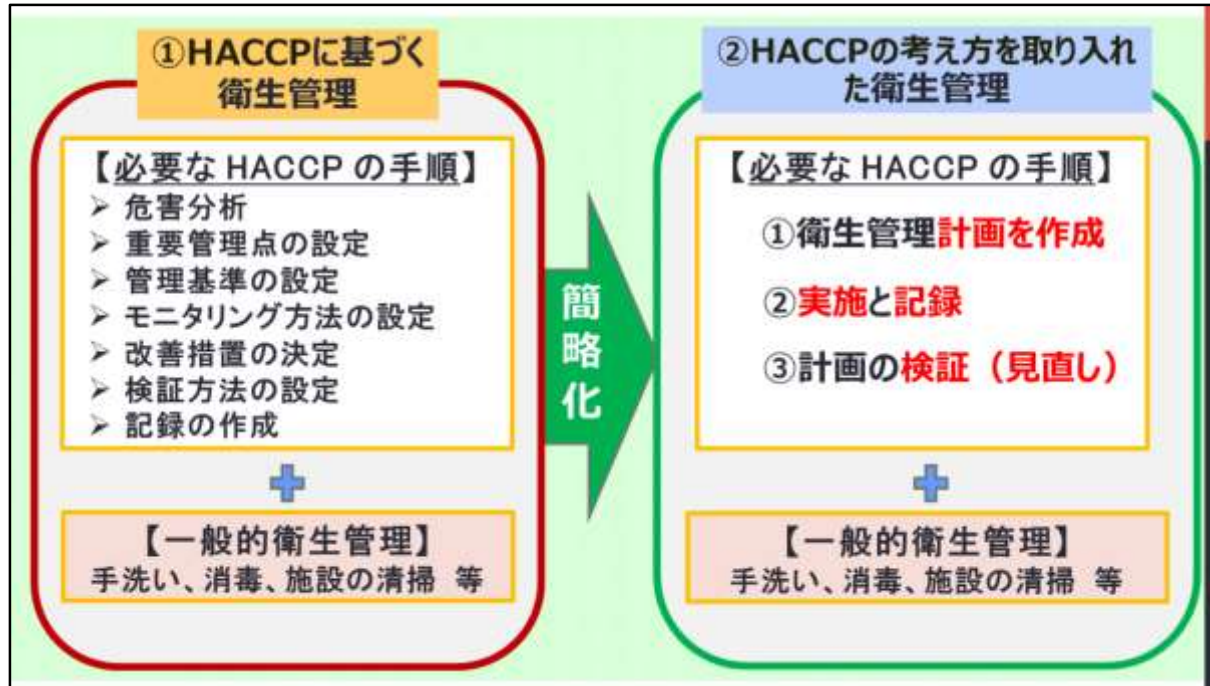 ①HACCPに基づく
衛生管理
【必要な HACCP の手順】
➢ 危害分析
➢ 重要管理点の設定
➢ 管理基準の設定
➢ モニタリング方法の設定
➢ 改善措置の決定
➢ 検証方法の設定
➢ 記録の作成
【一般的衛生管理】
手洗い、消毒、施設の清掃 等
簡
略
化
②HACCPの考え方を取り入れ
た衛生管理
【必要な HACCP の手順】
①衛生管理計画を作成
②実施と記録
③計画の検証（見直し）
【一般的衛生管理】
手洗い、消毒、施設の清掃 等